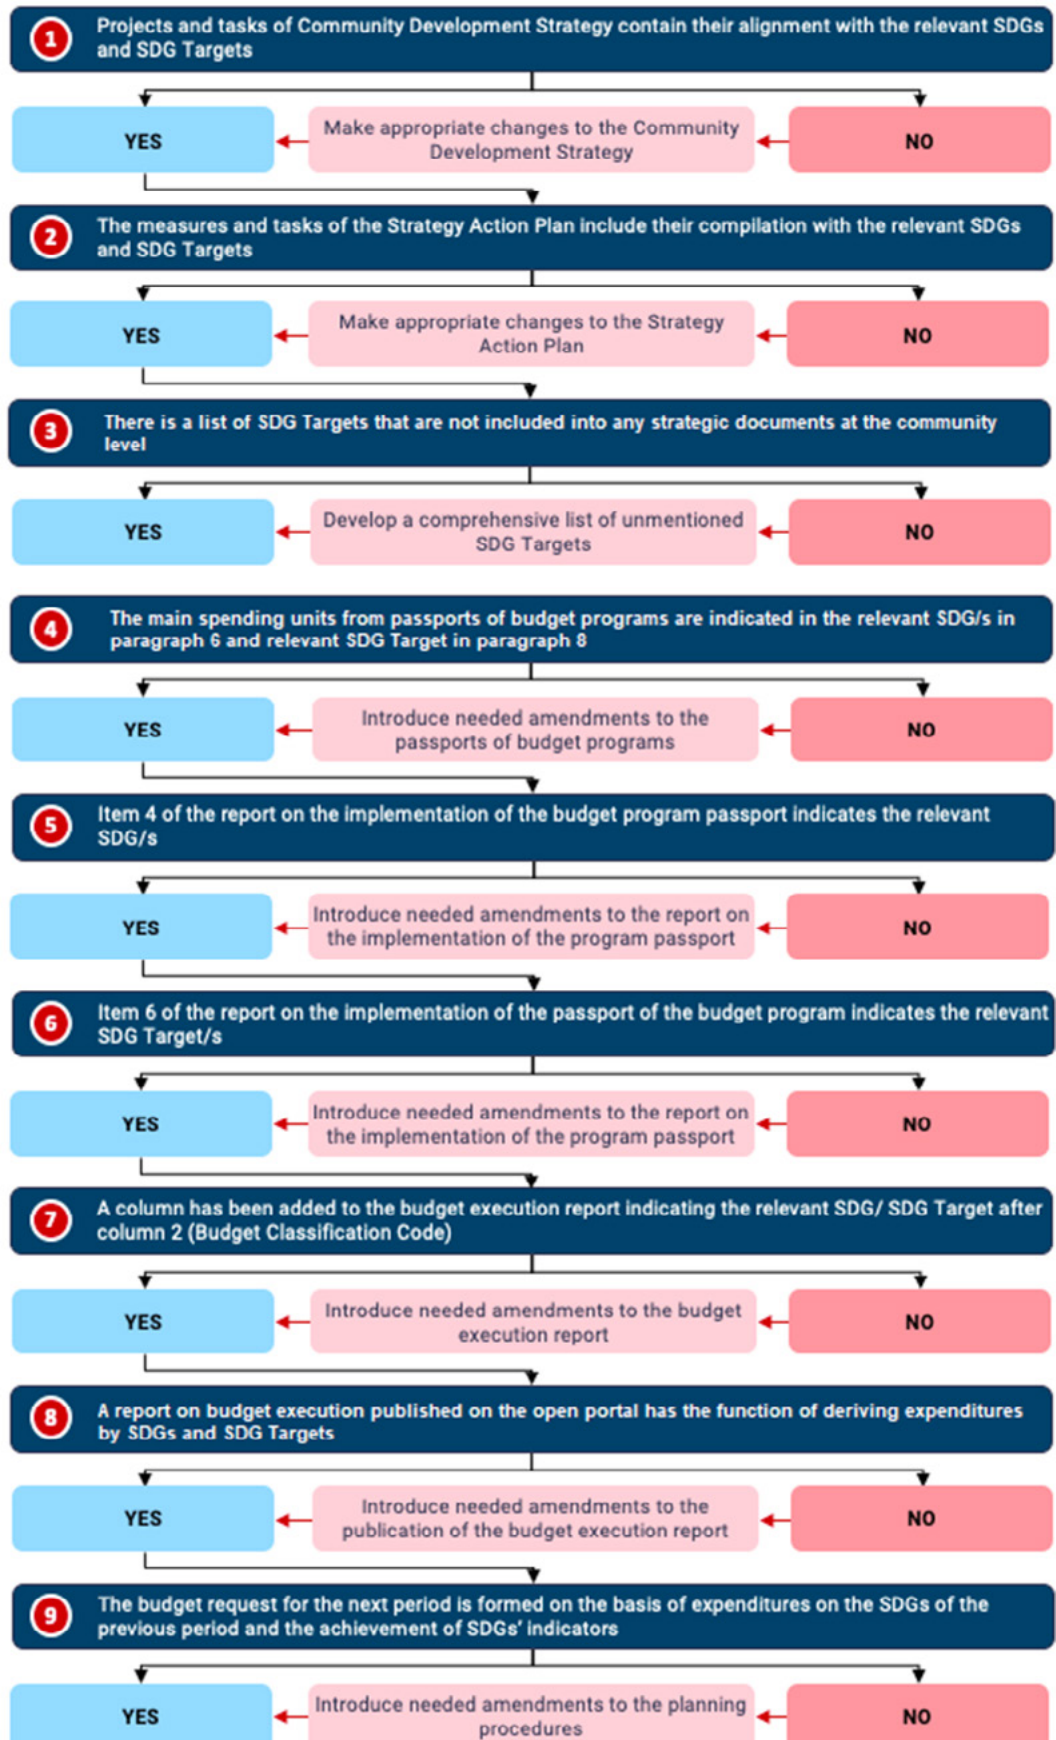 1
Projects and tasks of Community Development Strategy contain their alignment with the relevant SDGs
and SDG Targets
YES
Make appropriate changes to the Community
Development Strategy
NO
2
The measures and tasks of the Strategy Action Plan include their compilation with the relevant SDGs
and SDG Targets
YES
Make appropriate changes to the Strategy
Action Plan
NO
3
There is a list of SDG Targets that are not included into any strategic documents at the community
level
YES
Develop a comprehensive list of unmentioned
SDG Targets
NO
4
The main spending units from passports of budget programs are indicated in the relevant SDG/s in
paragraph 6 and relevant SDG Target in paragraph 8
YES
Introduce needed amendments to the
passports of budget programs
NO
5
Item 4 of the report on the implementation of the budget program passport indicates the relevant
SDG/s
YES
Introduce needed amendments to the report on
the implementation of the program passport
NO
6
Item 6 of the report on the implementation of the passport of the budget program indicates the relevant
SDG Target/s
YES
Introduce needed amendments to the report on
the implementation of the program passport
NO
7
A column has been added to the budget execution report indicating the relevant SDG/ SDG Target after
column 2 (Budget Classification Code)
YES
Introduce needed amendments to the budget
execution report
NO
8
A report on budget execution published on the open portal has the function of deriving expenditures
by SDGs and SDG Targets
YES
Introduce needed amendments to the
publication of the budget execution report
NO
9
The budget request for the next period is formed on the basis of expenditures on the SDGs of the
previous period and the achievement of SDGs' indicators
YES
Introduce needed amendments to the planning
procedures
NO